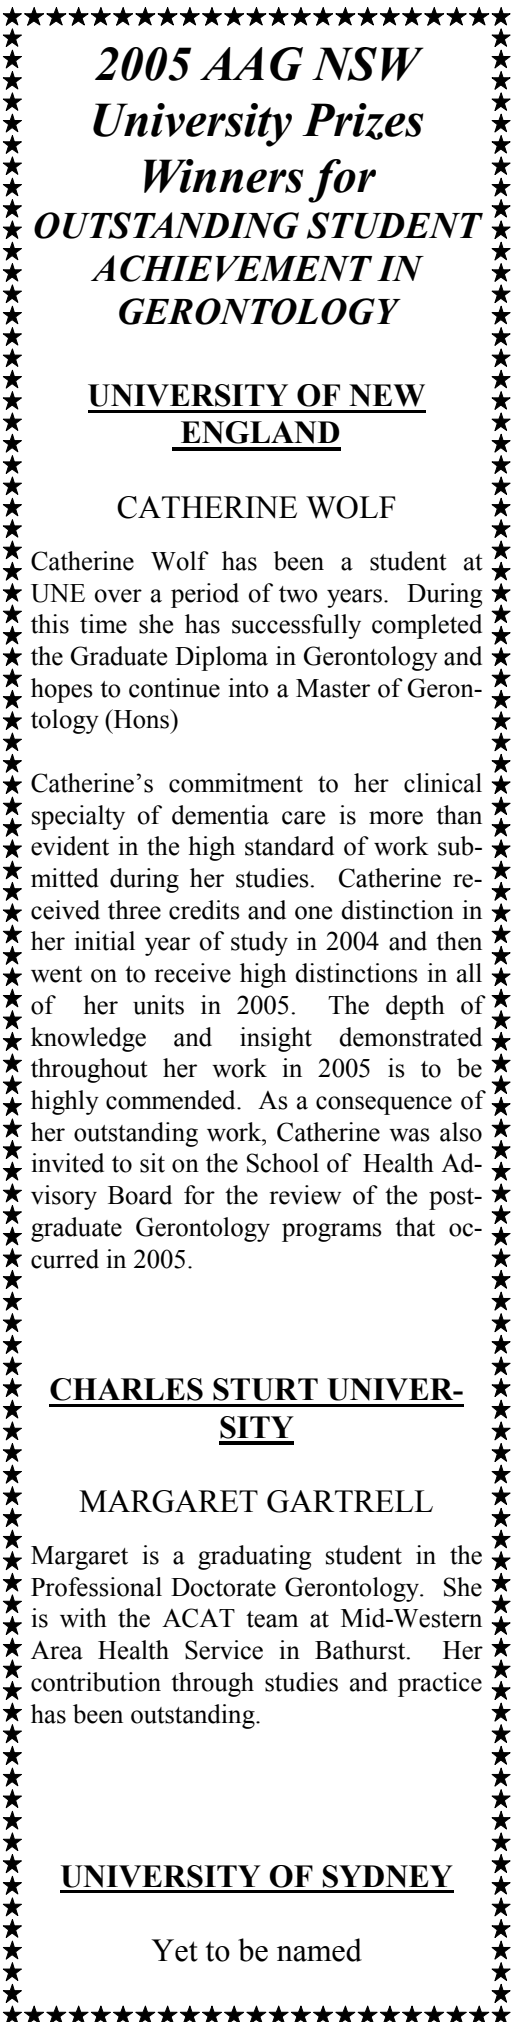 2005 AAG NSW
University Prizes
Winners for
OUTSTANDING STUDENT
ACHIEVEMENT IN
GERONTOLOGY
UNIVERSITY OF NEW
ENGLAND
CATHERINE WOLF
Catherine Wolf has been a student at
UNE over a period of two years. During
this time she has successfully completed
the Graduate Diploma in Gerontology and
hopes to continue into a Master of Geron-
tology (Hons)
Catherine's commitment to her clinical
specialty of dementia care is more than
evident in the high standard of work sub-
mitted during her studies. Catherine re-
ceived three credits and one distinction in
her initial year of study in 2004 and then
went on to receive high distinctions in all
of her units in 2005. The depth of
knowledge and insight demonstrated
throughout her work in 2005 is to be
highly commended. As a consequence of
her outstanding work, Catherine was also
invited to sit on the School of Health Ad-
visory Board for the review of the post-
graduate Gerontology programs that oc-
curred in 2005.
CHARLES STURT UNIVER-
SITY
MARGARET GARTRELL
Margaret is a graduating student in the
Professional Doctorate Gerontology. She
is with the ACAT team at Mid-Western
Area Health Service in Bathurst. Her
contribution through studies and practice
has been outstanding.
UNIVERSITY OF SYDNEY
Yet to be named